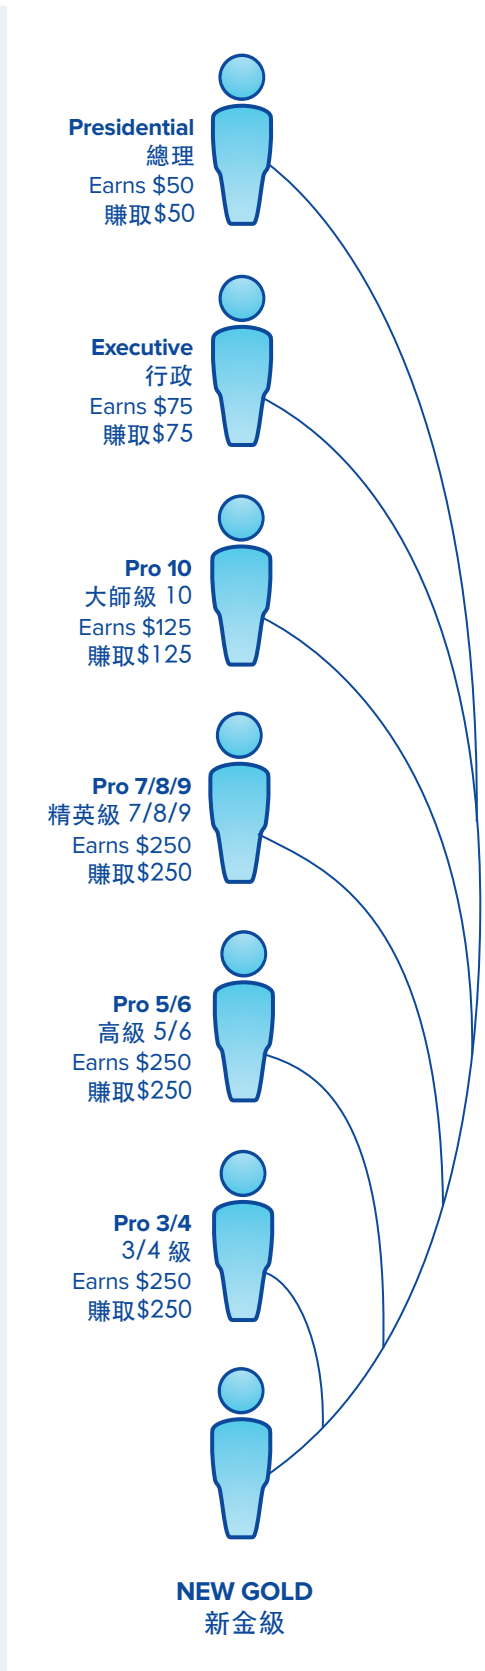 Presidential
總理
Earns $50
賺取$50
Executive
行政
Earns $75
賺取$75
Pro 10
大師級 10
Earns $125
賺取$125
Pro 7/8/9
精英級 7/8/9
Earns $250
賺取$250
Pro 5/6
高級 5/6
Earns $250
賺取$250
Pro 3/4
3/4 級
Earns $250
賺取$250
NEW GOLD
新金級